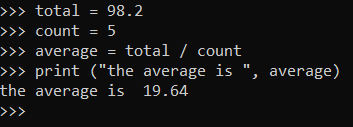 >>> total = 98.2
>>> count = 5
>>> average = total / count
>>> print ("the average is ", average)
the average is  19.64
>>>